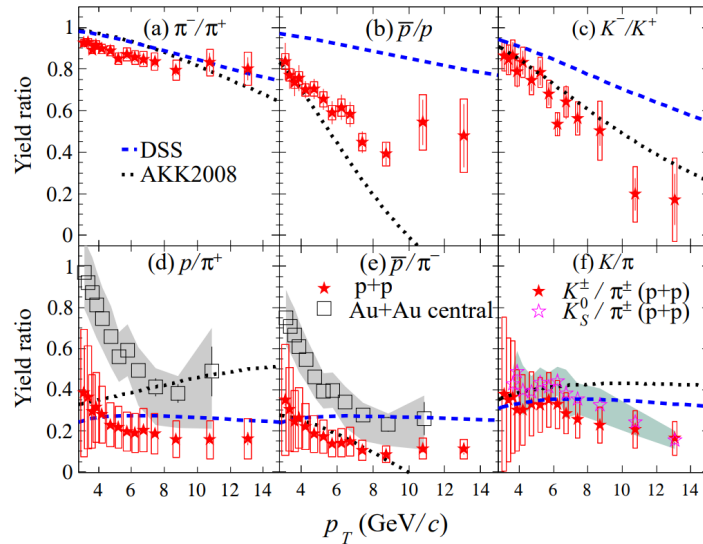 (a) π⁻/π⁺
(b) p̅/p
(c) K⁻/K⁺
Yield ratio
1
0.8
0.6
0.4
0.2
0
DSS
AKK2008
(d) p/π⁺
(e) p̅/π⁻
(f) K/π
p+p
Au+Au central
K± / π± (p+p)
K⁰_S / π± (p+p)
Yield ratio
1
0.8
0.6
0.4
0.2
0
4 6 8 10 12 14 4 6 8 10 12 14 4 6 8 10 12 14
p_T (GeV/c)